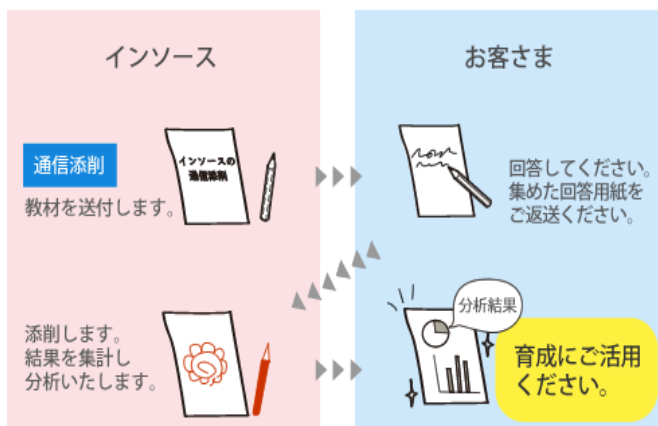 インソース
お客さま
通信添削
教材を送付します。
インソースの
通信添削
回答してください。
集めた回答用紙を
ご返送ください。
添削します。
結果を集計し
分析いたします。
分析結果
育成にご活用
ください。